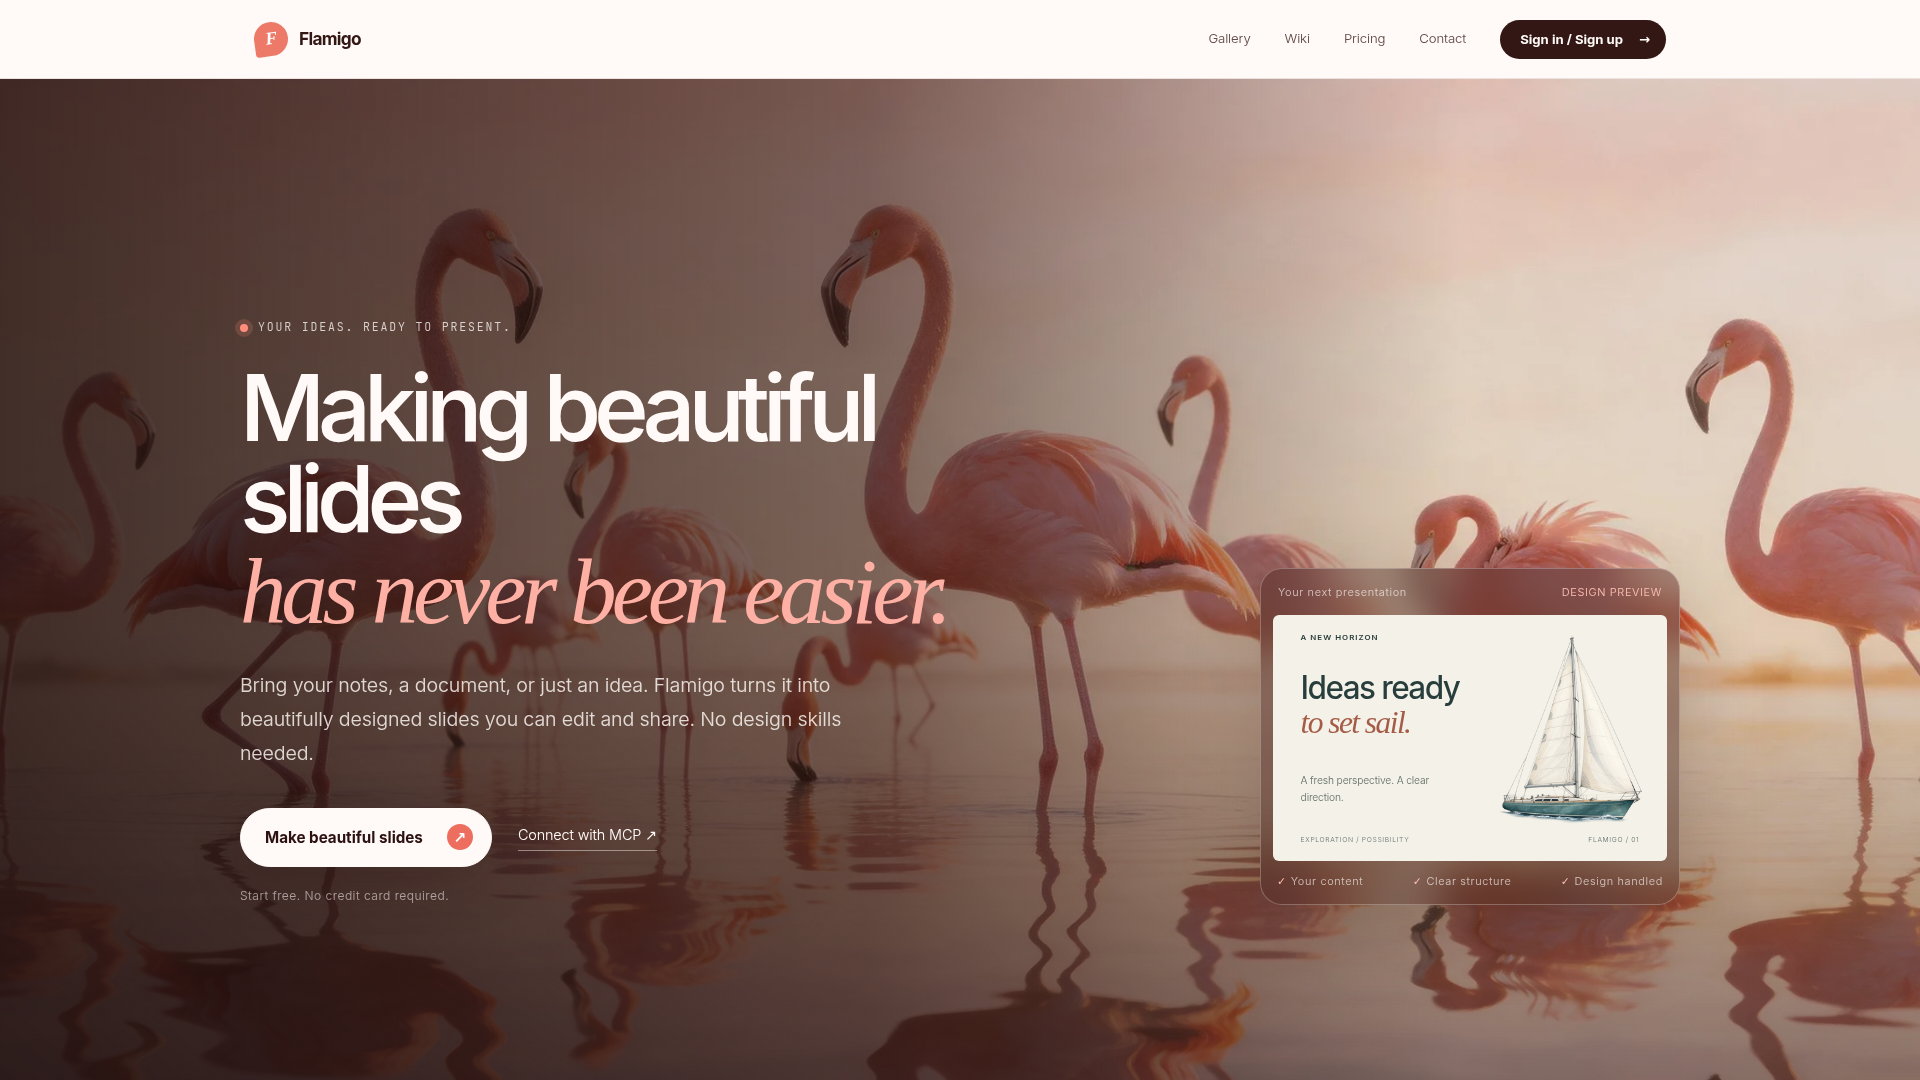 F
Flamigo
Gallery
Wiki
Pricing
Contact
Sign in / Sign up →
YOUR IDEAS. READY TO PRESENT.
Making beautiful
slides
has never been easier.
Bring your notes, a document, or just an idea. Flamigo turns it into
beautifully designed slides you can edit and share. No design skills
needed.
Make beautiful slides ↗
Connect with MCP ↗
Start free. No credit card required.
Your next presentation
DESIGN PREVIEW
A NEW HORIZON
Ideas ready
to set sail.
A fresh perspective. A clear
direction.
EXPLORATION / POSSIBILITY
FLAMIGO / 01
✓ Your content
✓ Clear structure
✓ Design handled